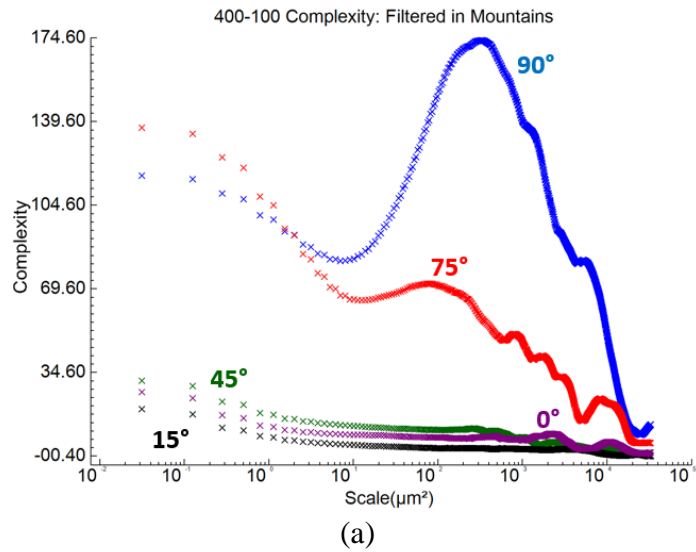 400-100 Complexity: Filtered in Mountains
174.60
139.60
104.60
69.60
34.60
-00.40
Complexity
90°
75°
45°
0°
15°
10⁻² 10⁻¹ 10⁰ 10¹ 10² 10³ 10⁴
Scale(µm²)
(a)